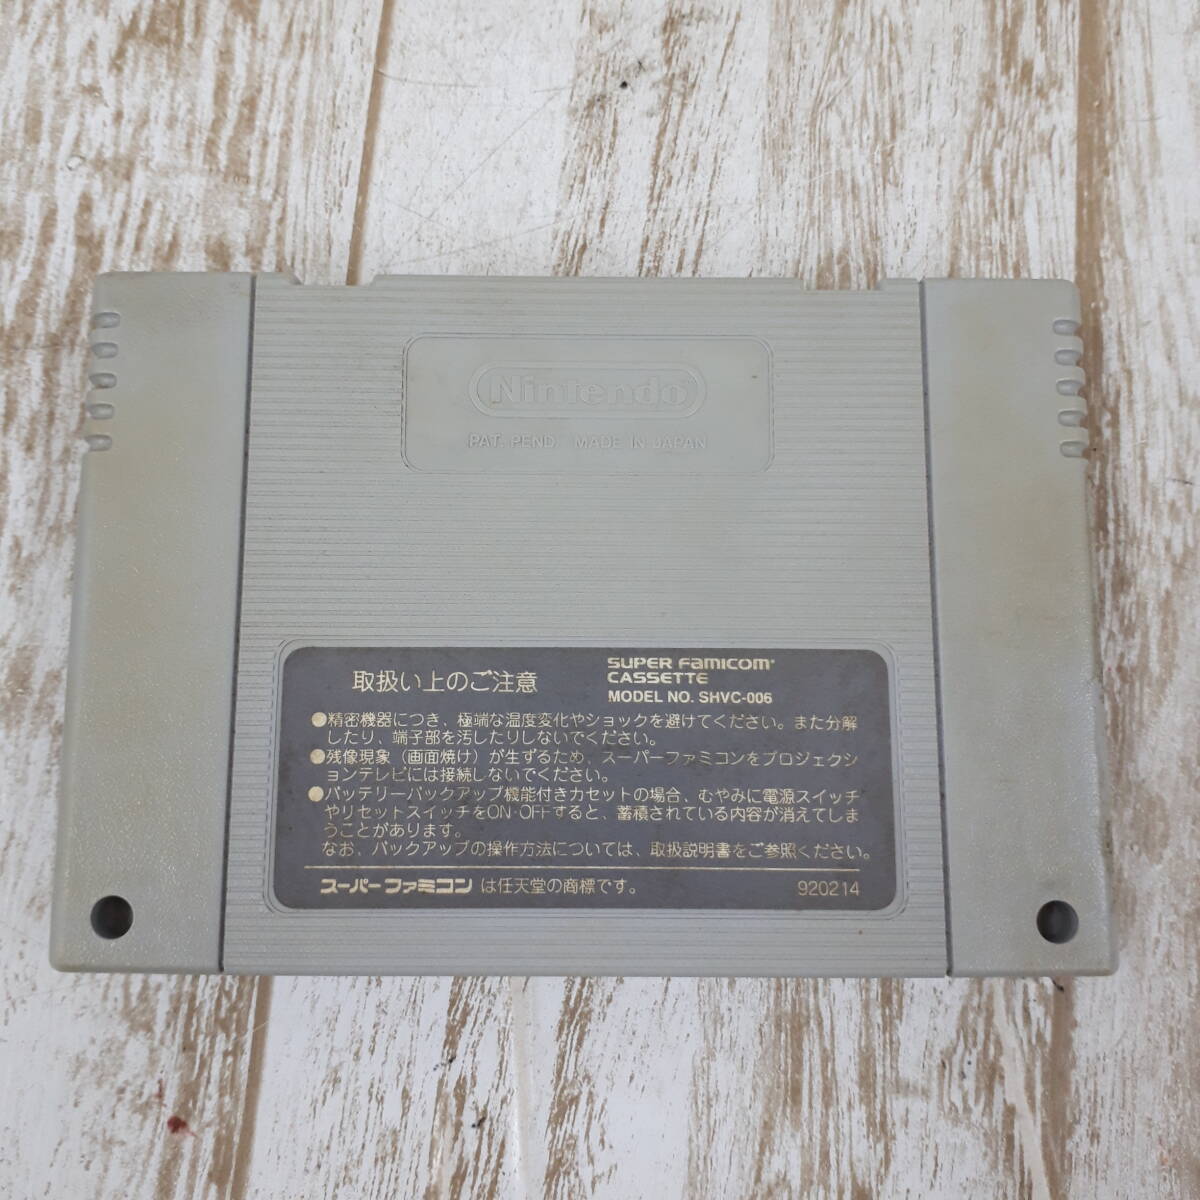 Nintendo
PAT. PEND. MADE IN JAPAN
取扱い上のご注意
SUPER FAMICOM
CASSETTE
MODEL NO. SHVC-006
●精密機器につき、極端な温度変化やショックを避けてください。また分解
したり、端子部を汚したりしないでください。
●残像現象（画面焼け）が生ずるため、スーパーファミコンをプロジェクシ
ョンテレビには接続しないでください。
●バッテリーバックアップ機能付きカセットの場合、むやみに電源スイッチ
やリセットスイッチをON·OFFすると、蓄積されている内容が消えてしま
うことがあります。
なお、バックアップの操作方法については、取扱説明書をご参照ください。
スーパーファミコン は任天堂の商標です。
920214